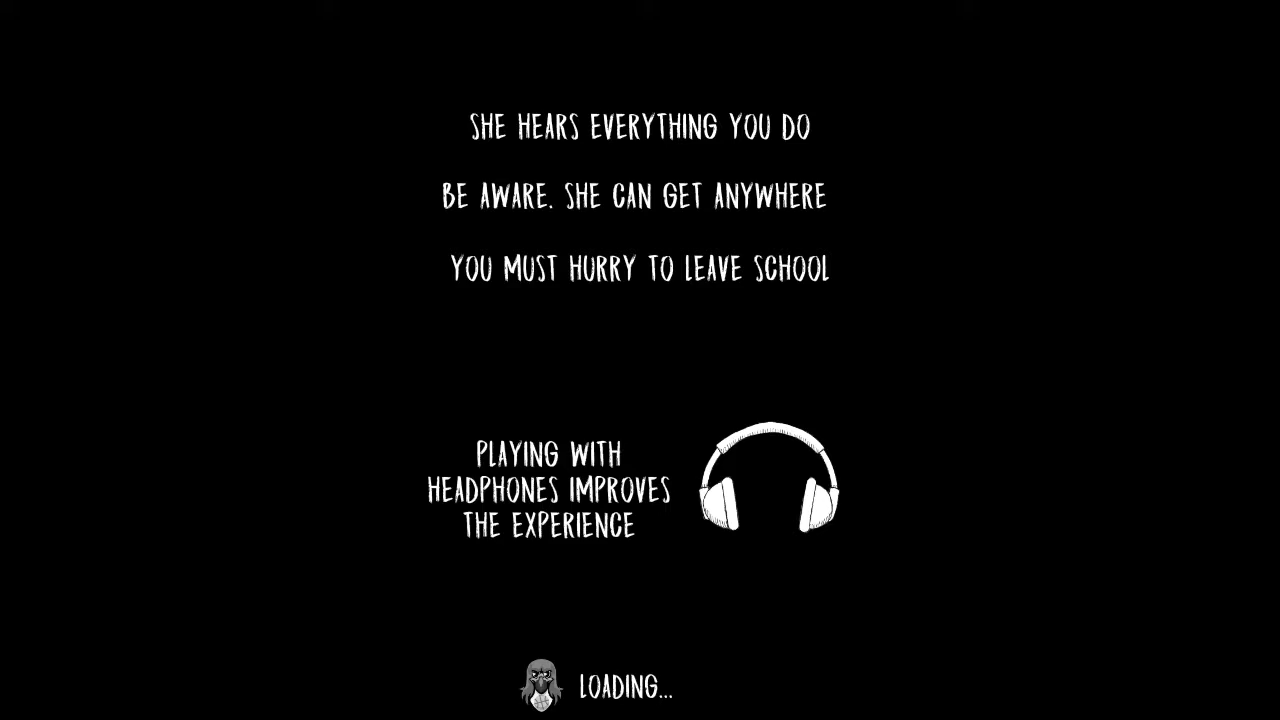 SHE HEARS EVERYTHING YOU DO
BE AWARE. SHE CAN GET ANYWHERE
YOU MUST HURRY TO LEAVE SCHOOL
PLAYING WITH
HEADPHONES IMPROVES
THE EXPERIENCE
LOADING...